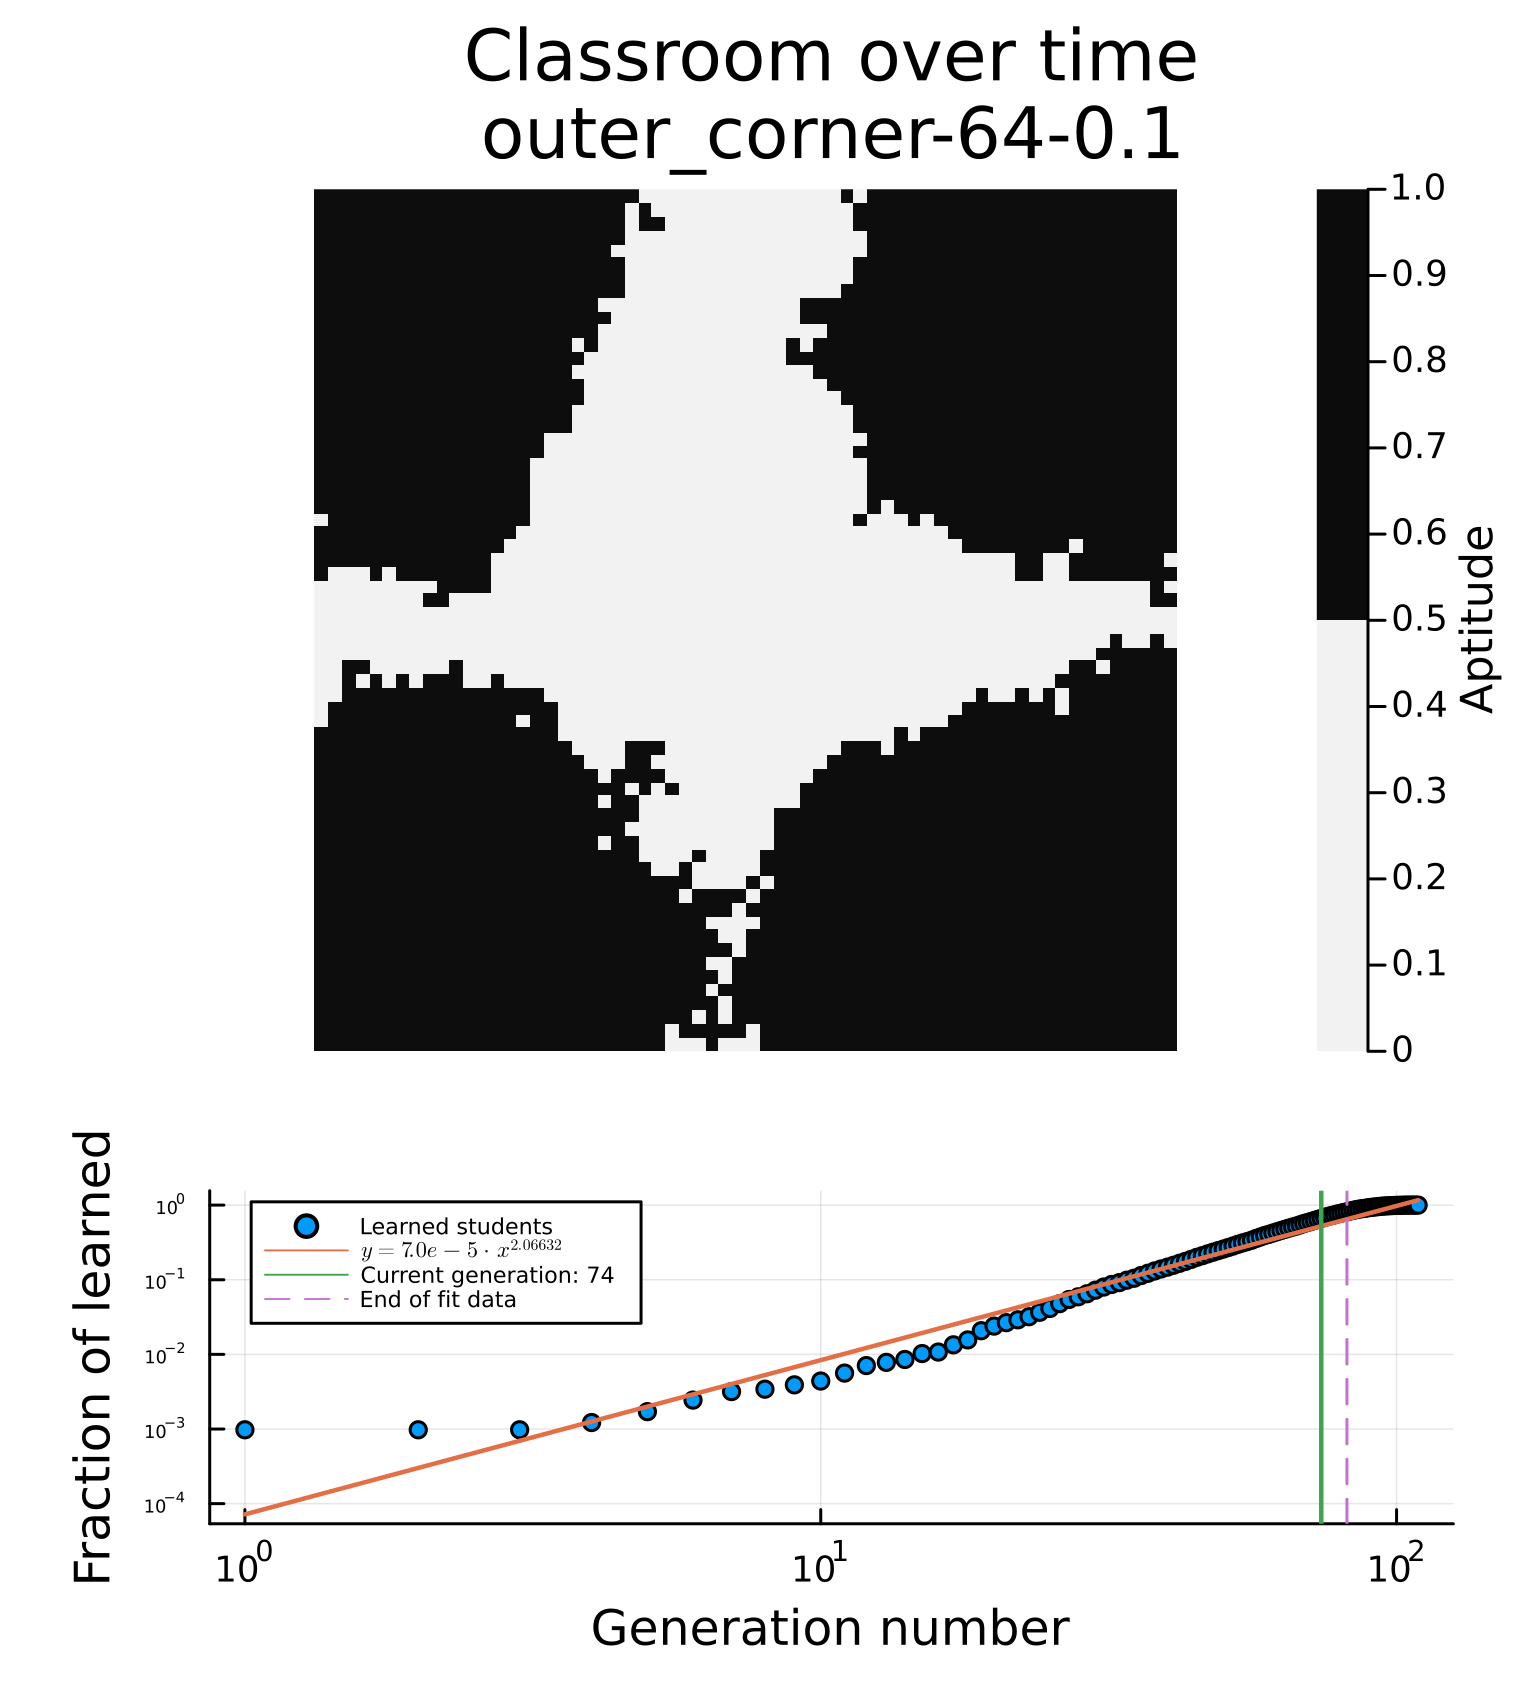 Classroom over time
outer_corner-64-0.1
1.0
0.9
0.8
0.7
0.6
0.5
0.4
0.3
0.2
0.1
0
Aptitude
Fraction of learned
10⁰
10⁻¹
10⁻²
10⁻³
10⁻⁴
Learned students
y = 7.0e − 5 · x^2.06632
Current generation: 74
End of fit data
10⁰ 10¹ 10²
Generation number